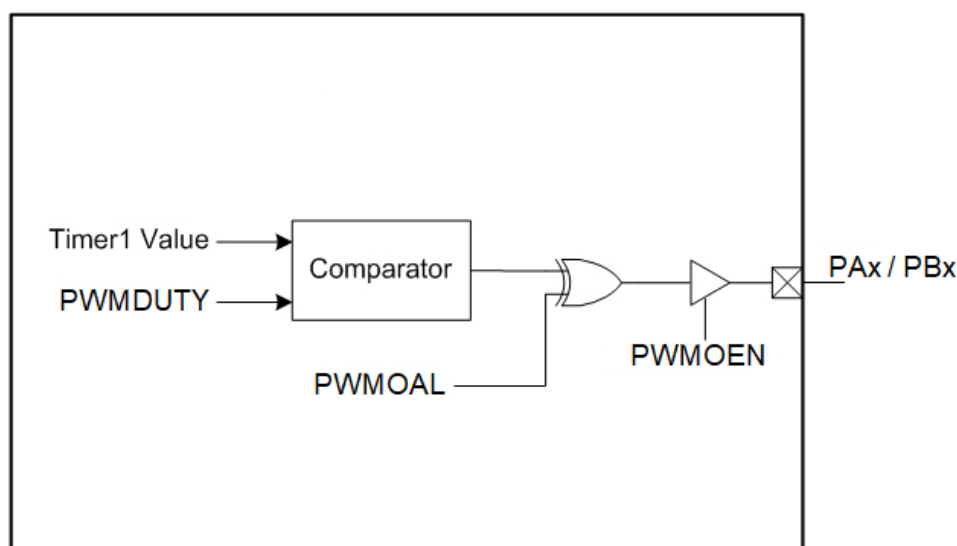 Timer1 Value
Comparator
PAx / PBx
PWMDUTY
PWMOEN
PWMOAL